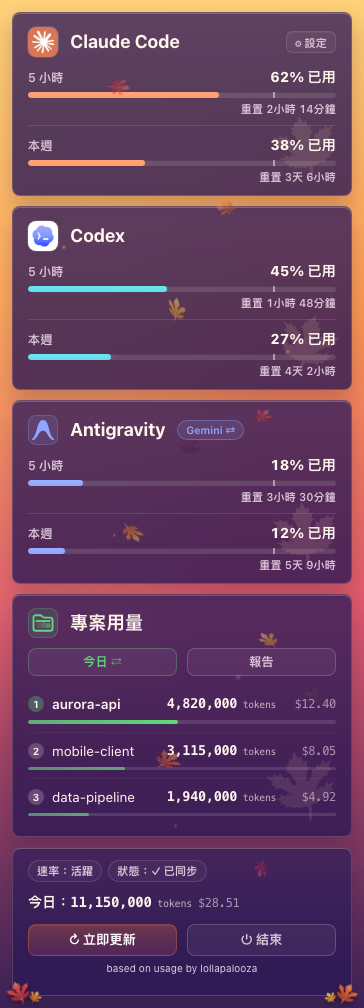 Claude Code ⚙ 設定
5 小時 62% 已用
重置 2小時 14分鐘
本週 38% 已用
重置 3天 6小時
Codex
5 小時 45% 已用
重置 1小時 48分鐘
本週 27% 已用
重置 4天 2小時
Antigravity Gemini ⇄
5 小時 18% 已用
重置 3小時 30分鐘
本週 12% 已用
重置 5天 9小時
專案用量
今日 ⇄ 報告
1 aurora-api 4,820,000 tokens $12.40
2 mobile-client 3,115,000 tokens $8.05
3 data-pipeline 1,940,000 tokens $4.92
速率：活躍 狀態：✓ 已同步
今日：11,150,000 tokens $28.51
↻ 立即更新 ⏻ 結束
based on usage by lollapalooza